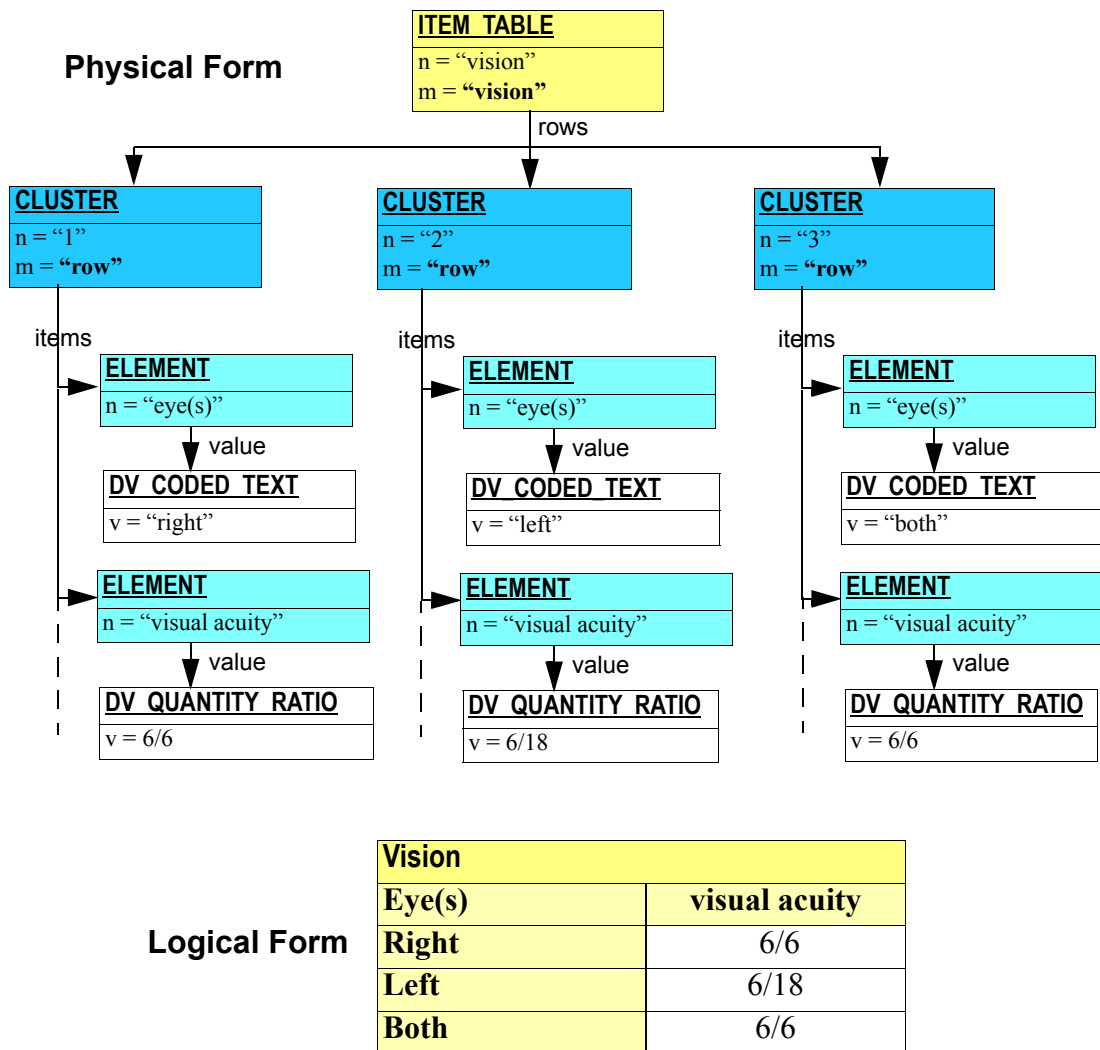 Physical Form
ITEM_TABLE
n = “vision”
m = “vision”
rows
CLUSTER
n = “1”
m = “row”
items
ELEMENT
n = “eye(s)”
value
DV_CODED_TEXT
v = “right”
ELEMENT
n = “visual acuity”
value
DV_QUANTITY_RATIO
v = 6/6
CLUSTER
n = “2”
m = “row”
items
ELEMENT
n = “eye(s)”
value
DV_CODED_TEXT
v = “left”
ELEMENT
n = “visual acuity”
value
DV_QUANTITY_RATIO
v = 6/18
CLUSTER
n = “3”
m = “row”
items
ELEMENT
n = “eye(s)”
value
DV_CODED_TEXT
v = “both”
ELEMENT
n = “visual acuity”
value
DV_QUANTITY_RATIO
v = 6/6
Logical Form
Vision
Eye(s) visual acuity
Right 6/6
Left 6/18
Both 6/6